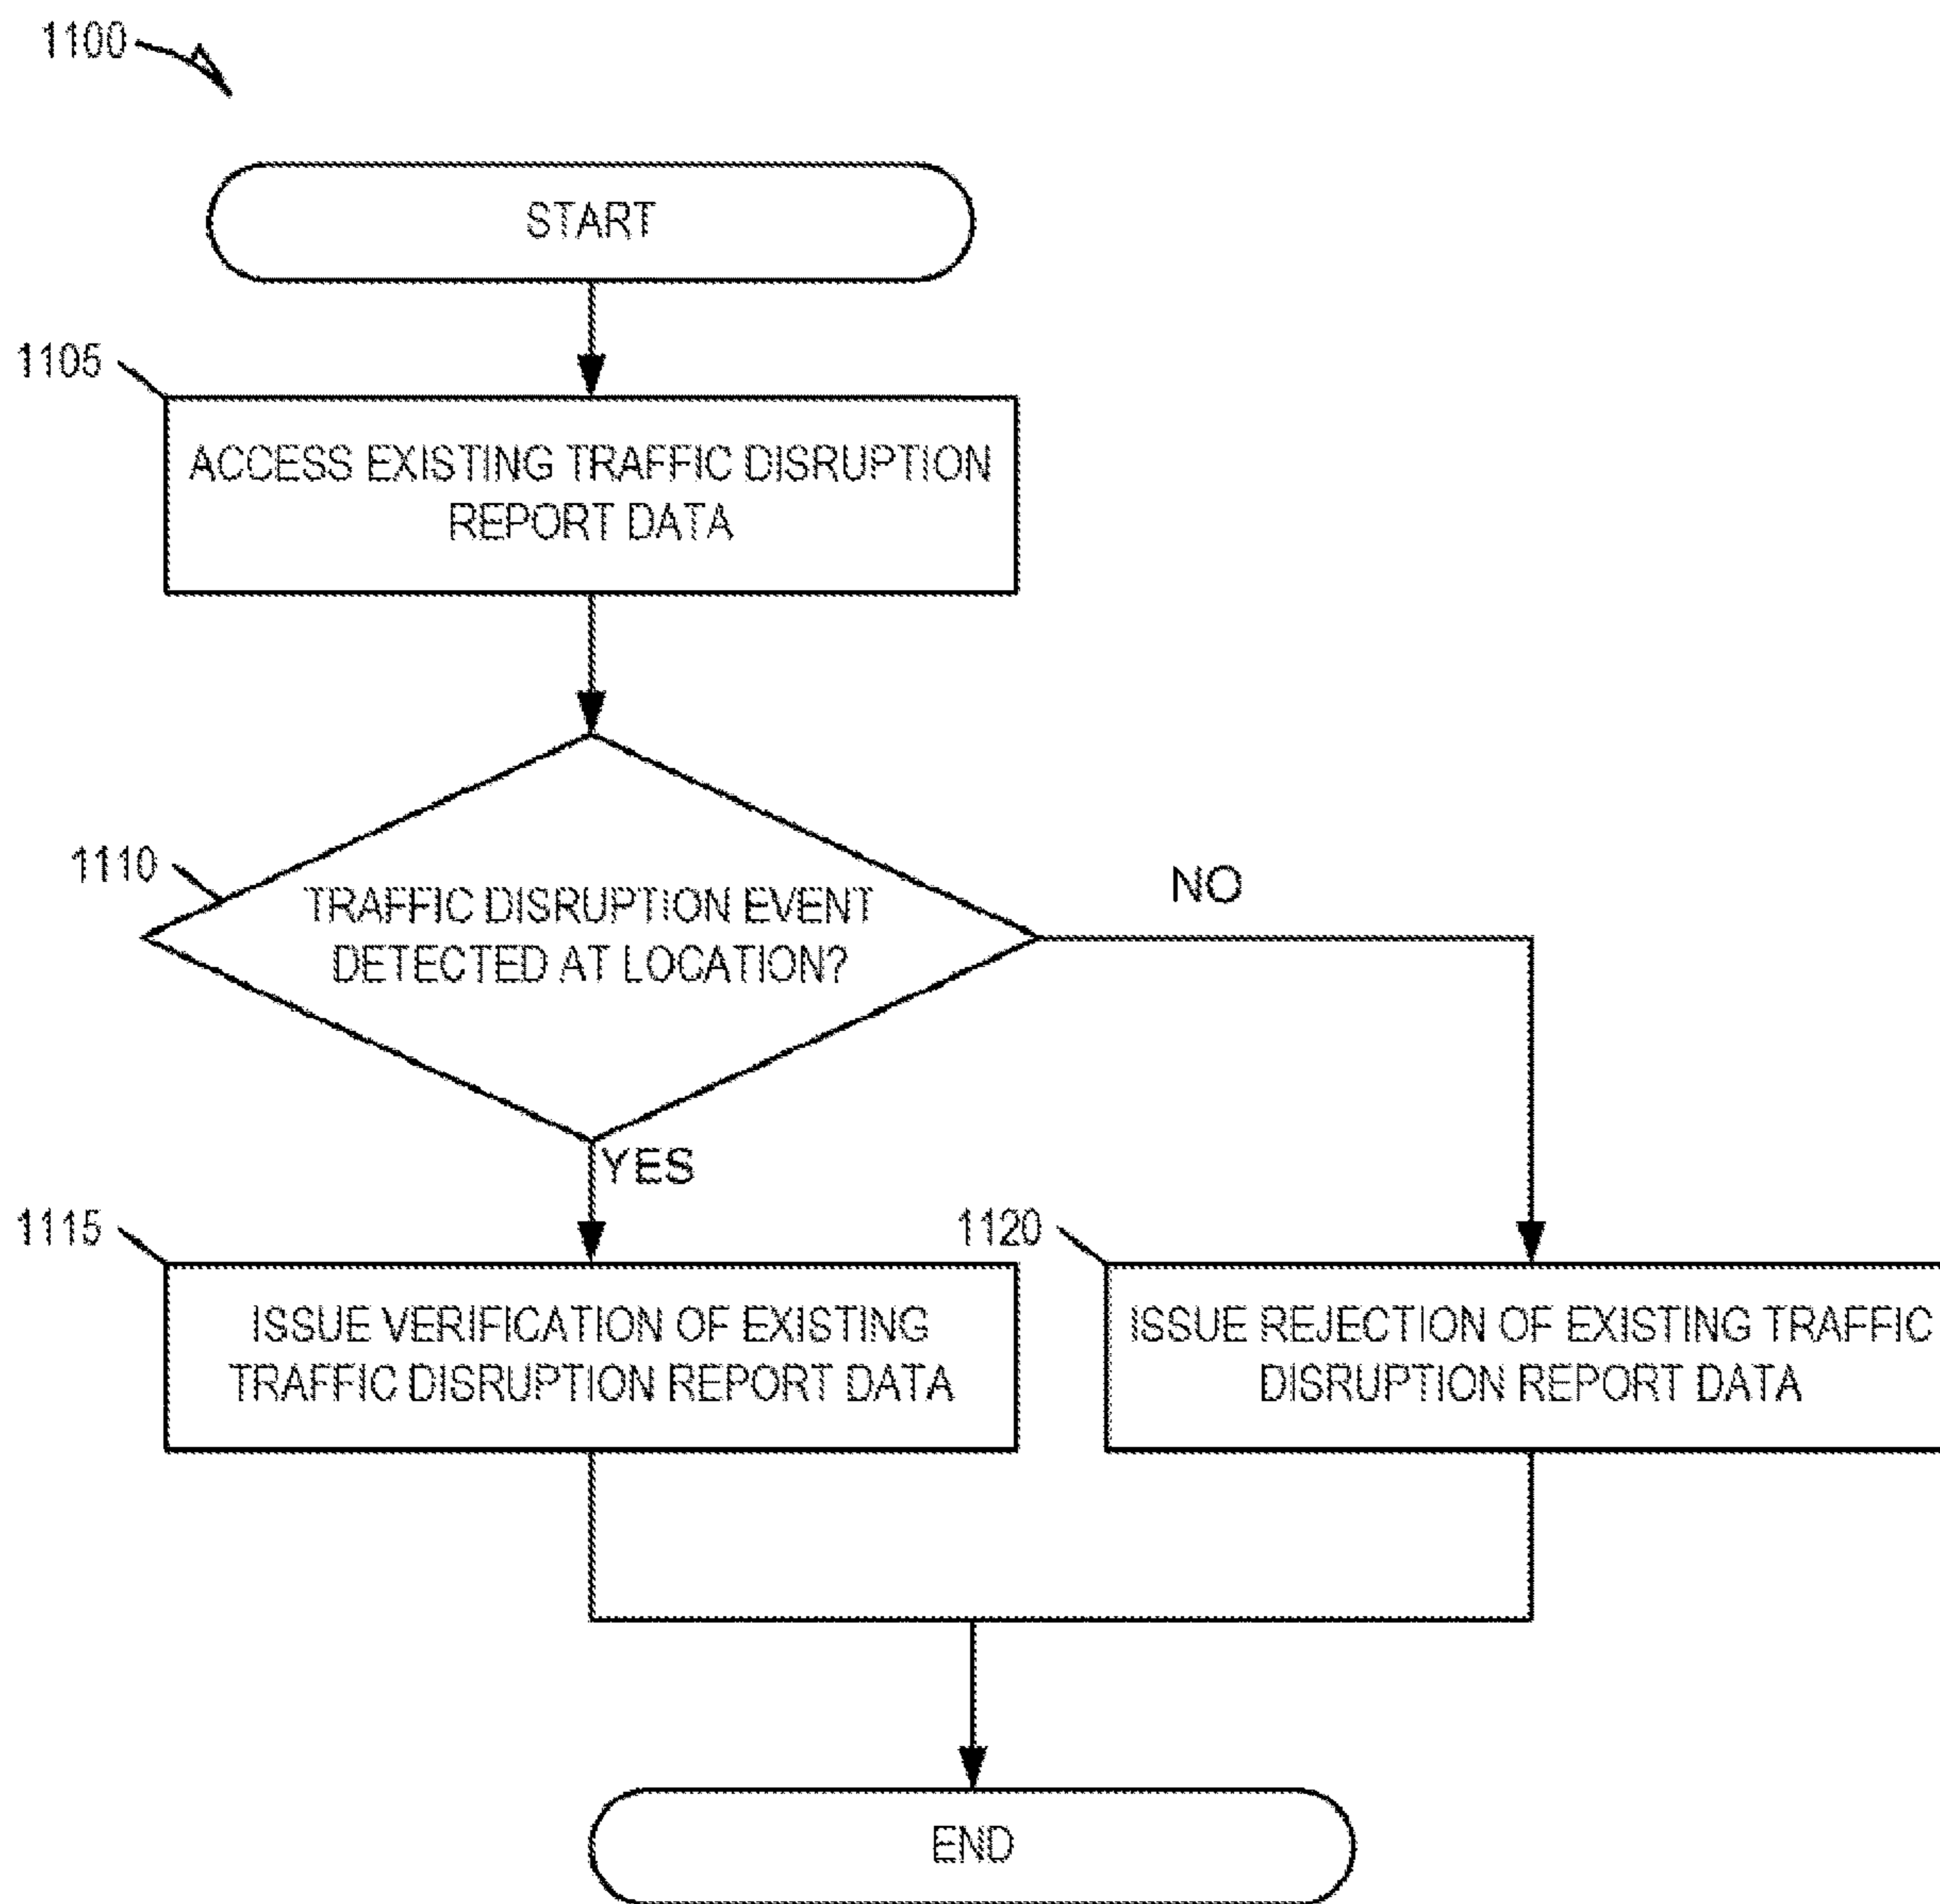 1100
START
1105
ACCESS EXISTING TRAFFIC DISRUPTION
REPORT DATA
1110
TRAFFIC DISRUPTION EVENT
DETECTED AT LOCATION?
NO
YES
1115
ISSUE VERIFICATION OF EXISTING
TRAFFIC DISRUPTION REPORT DATA
1120
ISSUE REJECTION OF EXISTING TRAFFIC
DISRUPTION REPORT DATA
END